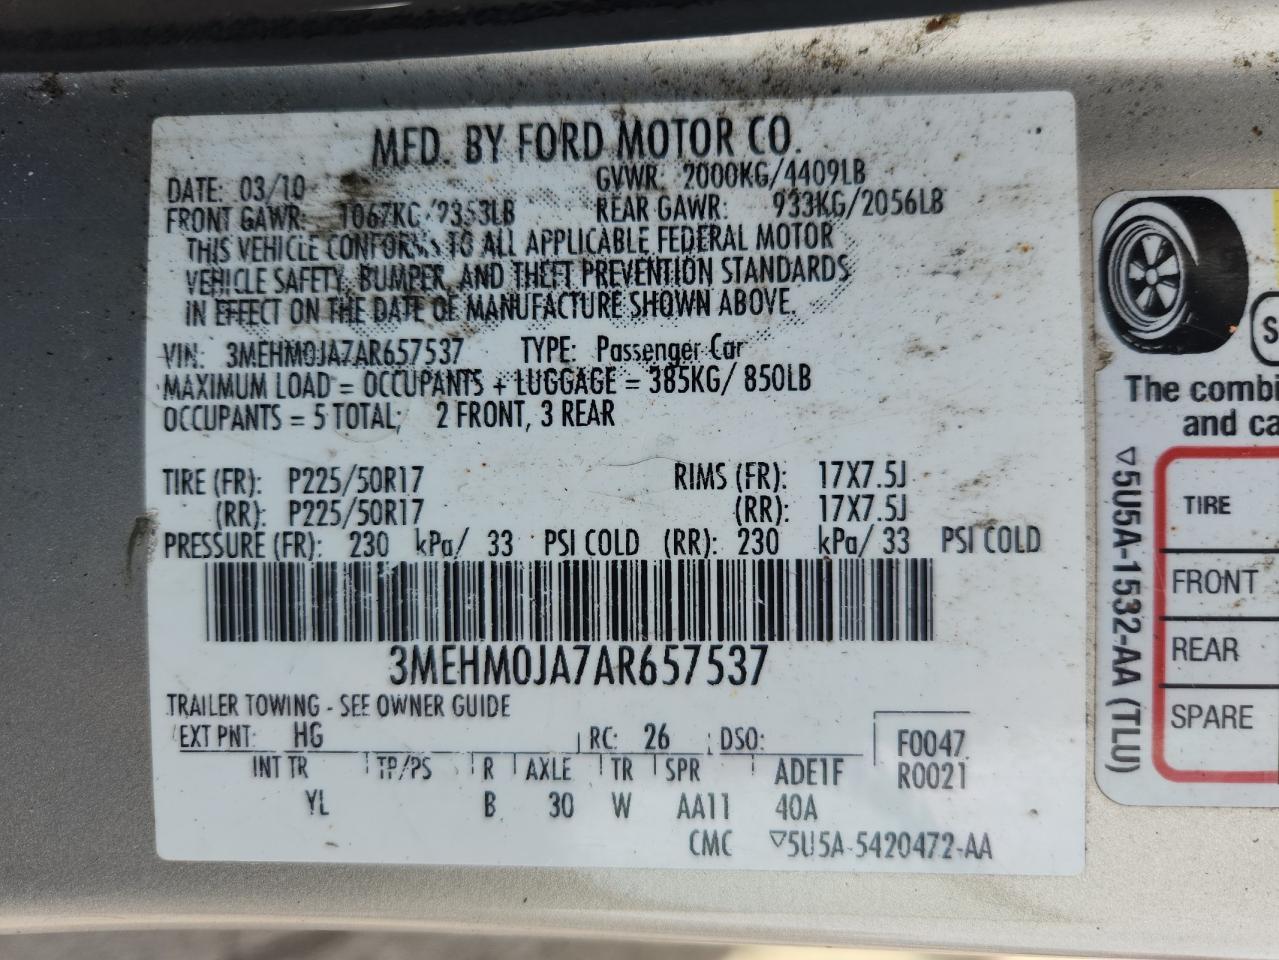 MFD. BY FORD MOTOR CO.
DATE: 03/10 GVWR: 2000KG/4409LB
FRONT GAWR: 1067KG/2353LB REAR GAWR: 933KG/2056LB
THIS VEHICLE CONFORMS TO ALL APPLICABLE FEDERAL MOTOR
VEHICLE SAFETY, BUMPER, AND THEFT PREVENTION STANDARDS
IN EFFECT ON THE DATE OF MANUFACTURE SHOWN ABOVE.
VIN: 3MEHM0JA7AR657537 TYPE: Passenger Car
MAXIMUM LOAD = OCCUPANTS + LUGGAGE = 385KG/ 850LB
OCCUPANTS = 5 TOTAL; 2 FRONT, 3 REAR
TIRE (FR): P225/50R17 RIMS (FR): 17X7.5J
(RR): P225/50R17 (RR): 17X7.5J
PRESSURE (FR): 230 kPa/ 33 PSI COLD (RR): 230 kPa/ 33 PSI COLD
3MEHM0JA7AR657537
TRAILER TOWING - SEE OWNER GUIDE
EXT PNT: HG RC: 26 DSO: F0047
INT TR TP/PS R AXLE TR SPR ADE1F R0021
YL B 30 W AA11 40A
CMC ▽5U5A-5420472-AA
S
The combi
and ca
TIRE
FRONT
REAR
SPARE
▽5U5A-1532-AA (TLU)